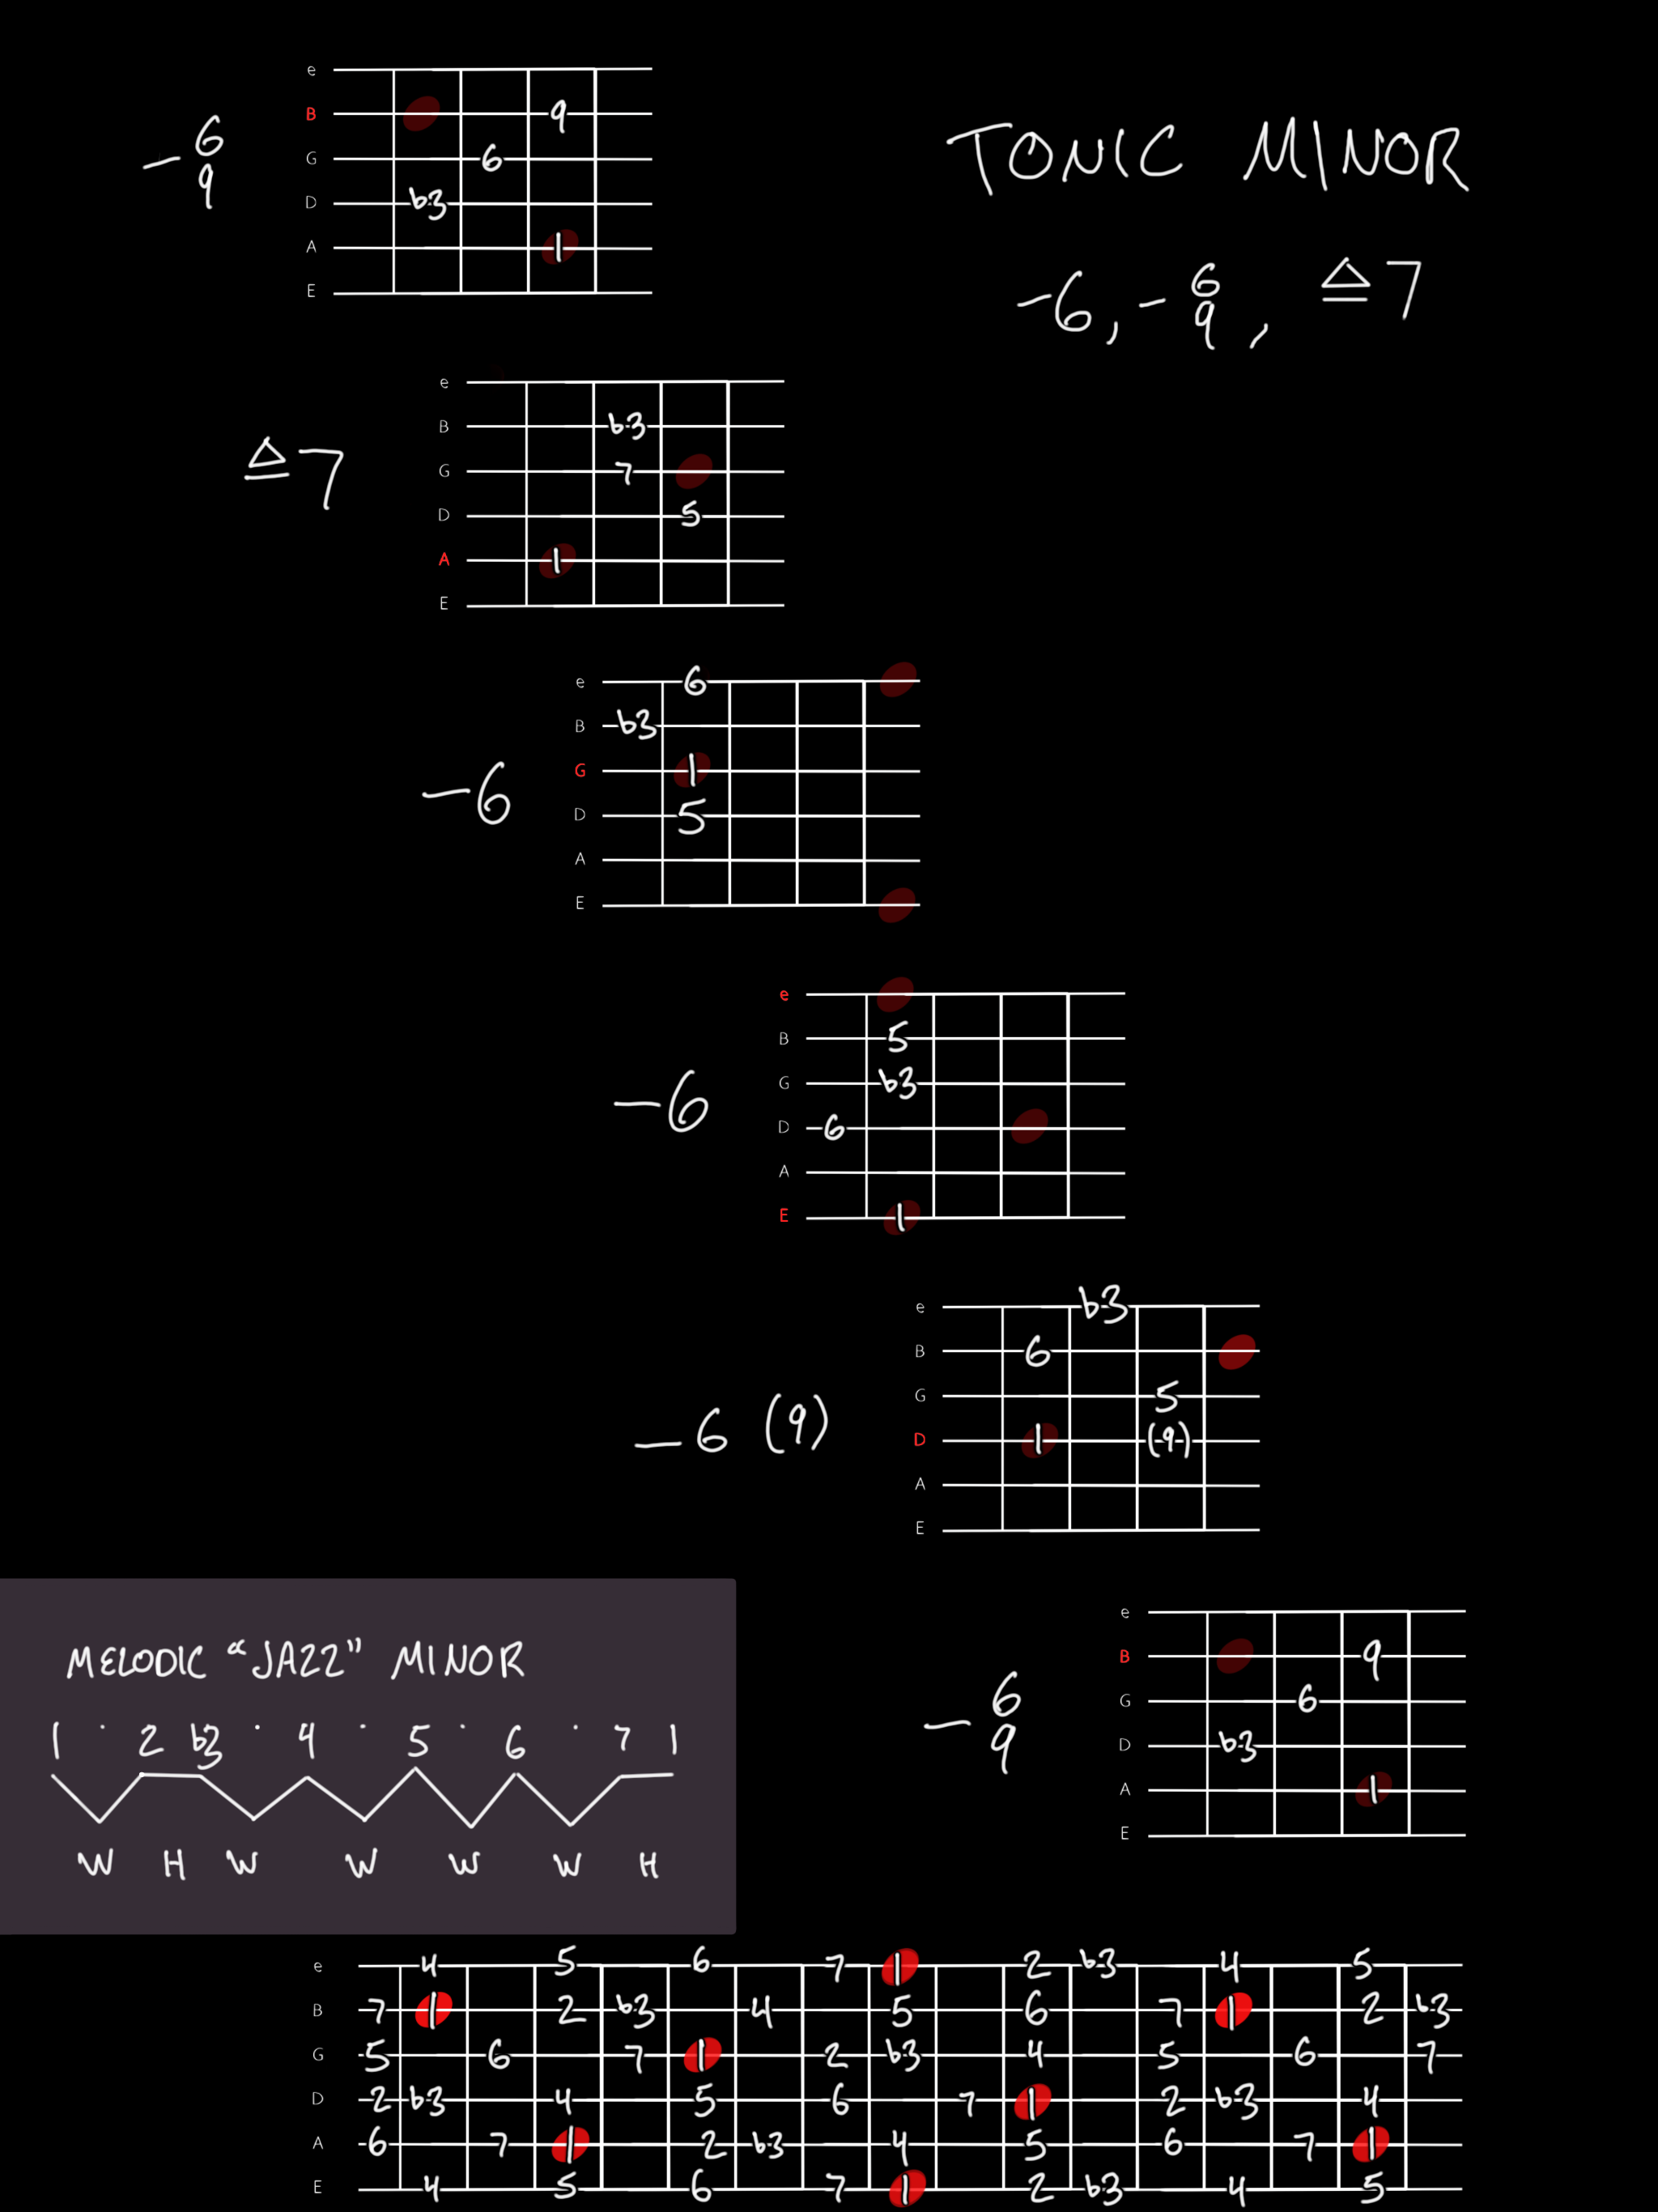 TONIC MINOR
-6, -6/9, △7
-6/9
e
B 9
G 6
D b3
A 1
E
△7
e
B b3
G 7
D 5
A 1
E
-6
e 6
B b3
G 1
D 5
A
E
-6
e
B 5
G b3
D 6
A
E 1
-6 (9)
e b3
B 6
G 5
D 1 (9)
A
E
-6/9
e
B 9
G 6
D b3
A 1
E
MELODIC “JAZZ” MINOR
1 · 2 b3 · 4 · 5 · 6 · 7 1
W H W W W W H
e 4 5 6 7 1 2 b3 4 5
B 7 1 2 b3 4 5 6 7 1 2 b3
G 5 6 7 1 2 b3 4 5 6 7
D 2 b3 4 5 6 7 1 2 b3 4
A 6 7 1 2 b3 4 5 6 7 1
E 4 5 6 7 1 2 b3 4 5